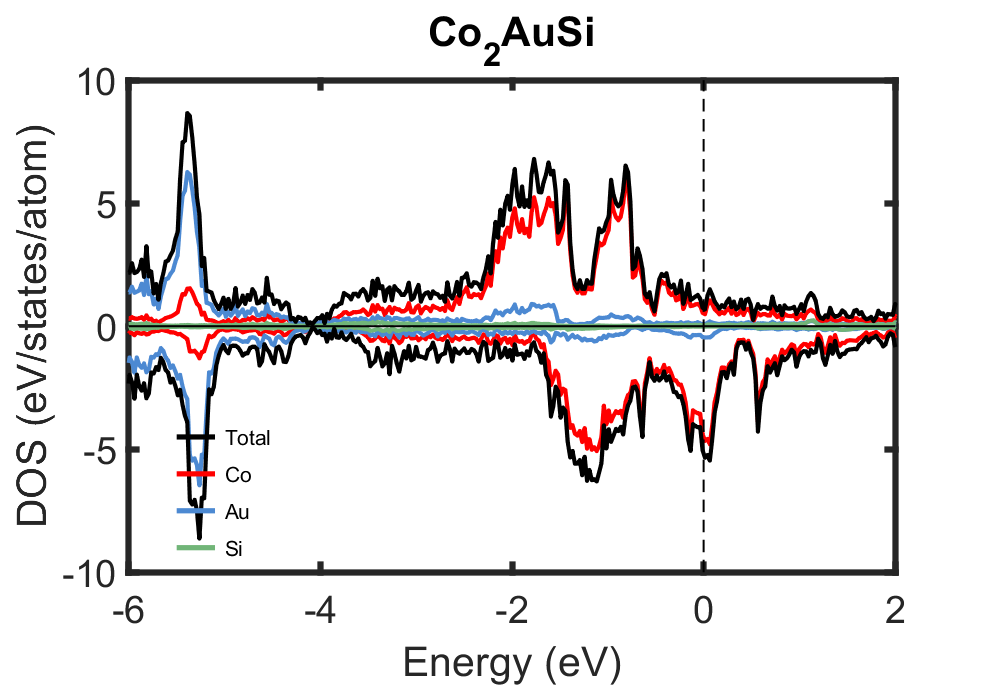 Co₂AuSi
10
5
0
-5
-10
DOS (eV/states/atom)
Total
Co
Au
Si
-6 -4 -2 0 2
Energy (eV)